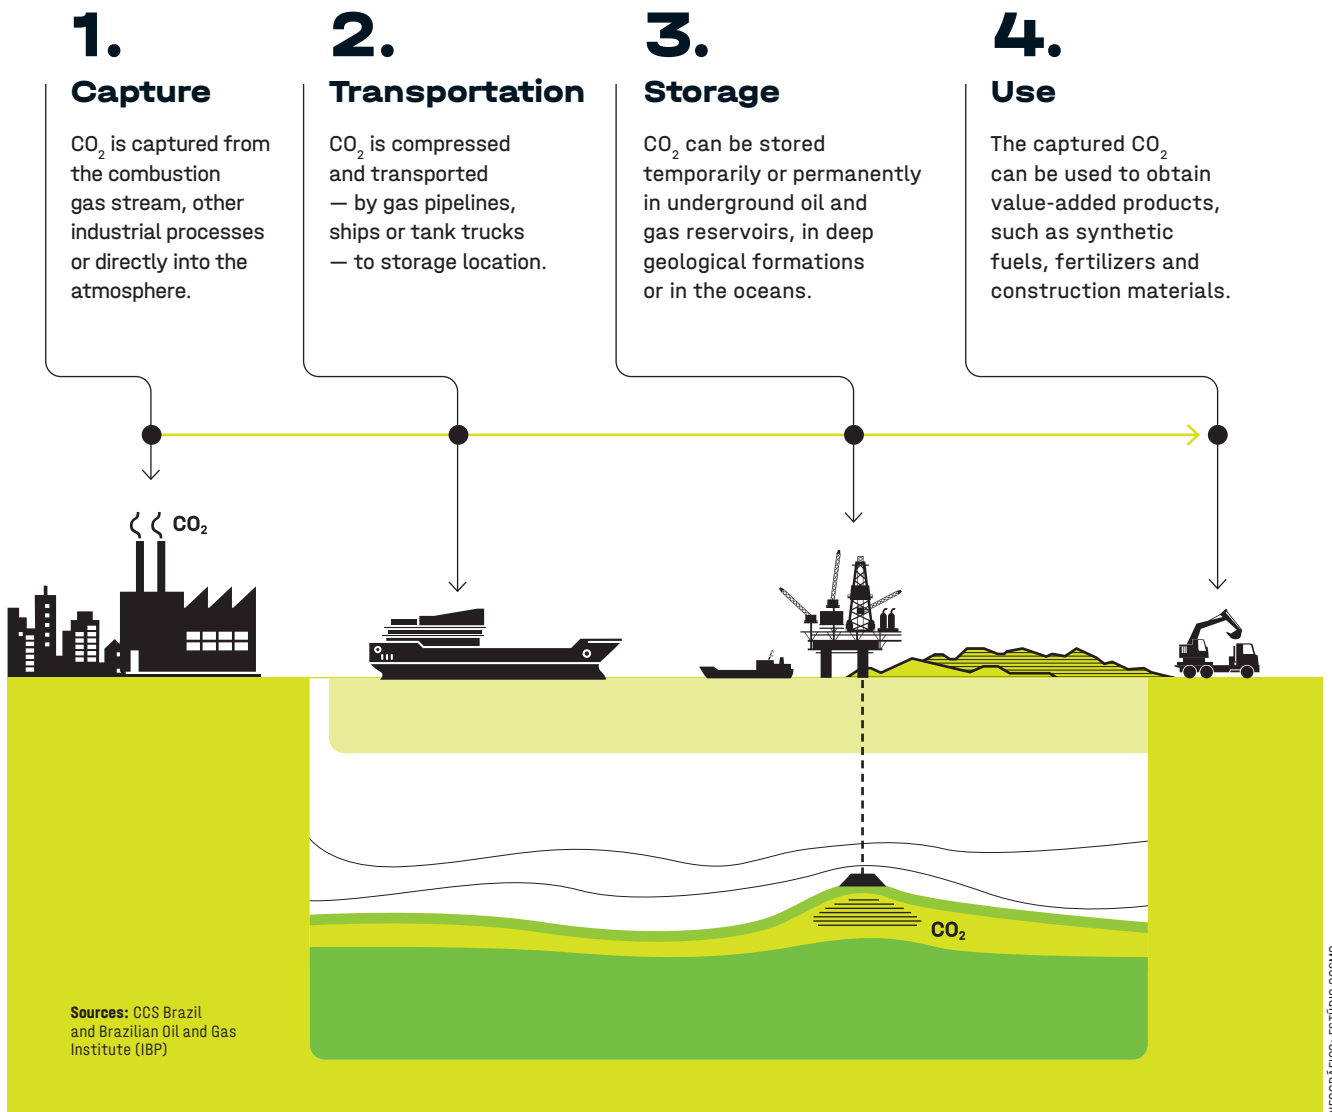 1.
Capture
CO₂ is captured from
the combustion
gas stream, other
industrial processes
or directly into the
atmosphere.
2.
Transportation
CO₂ is compressed
and transported
— by gas pipelines,
ships or tank trucks
— to storage location.
3.
Storage
CO₂ can be stored
temporarily or permanently
in underground oil and
gas reservoirs, in deep
geological formations
or in the oceans.
4.
Use
The captured CO₂
can be used to obtain
value-added products,
such as synthetic
fuels, fertilizers and
construction materials.
CO₂
CO₂
Sources: CCS Brazil
and Brazilian Oil and Gas
Institute (IBP)